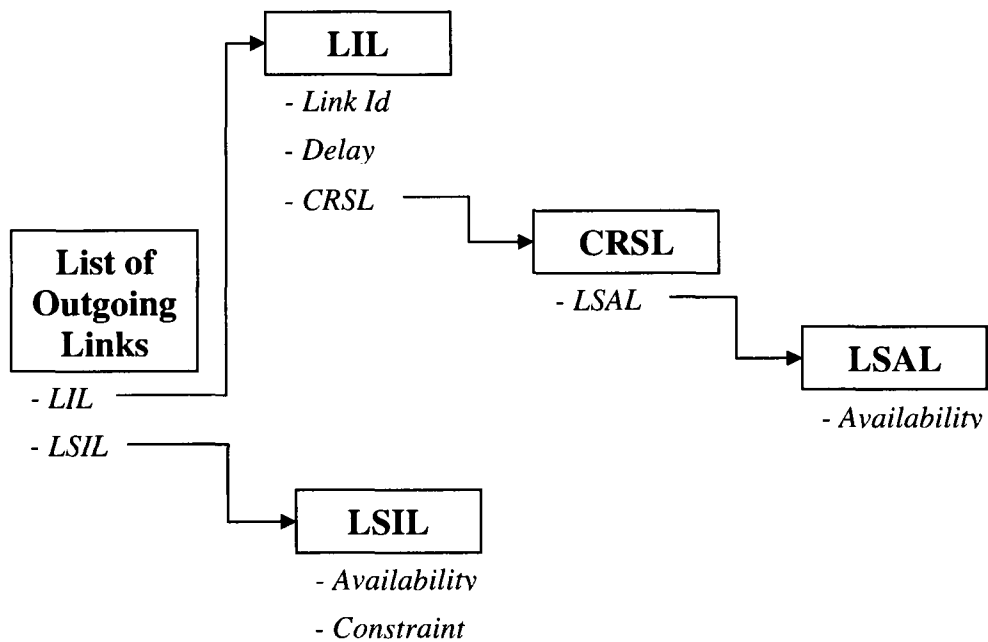 LIL
- Link Id
- Delay
- CRSL
CRSL
- LSAL
LSAL
- Availability
List of
Outgoing
Links
- LIL
- LSIL
LSIL
- Availability
- Constraint